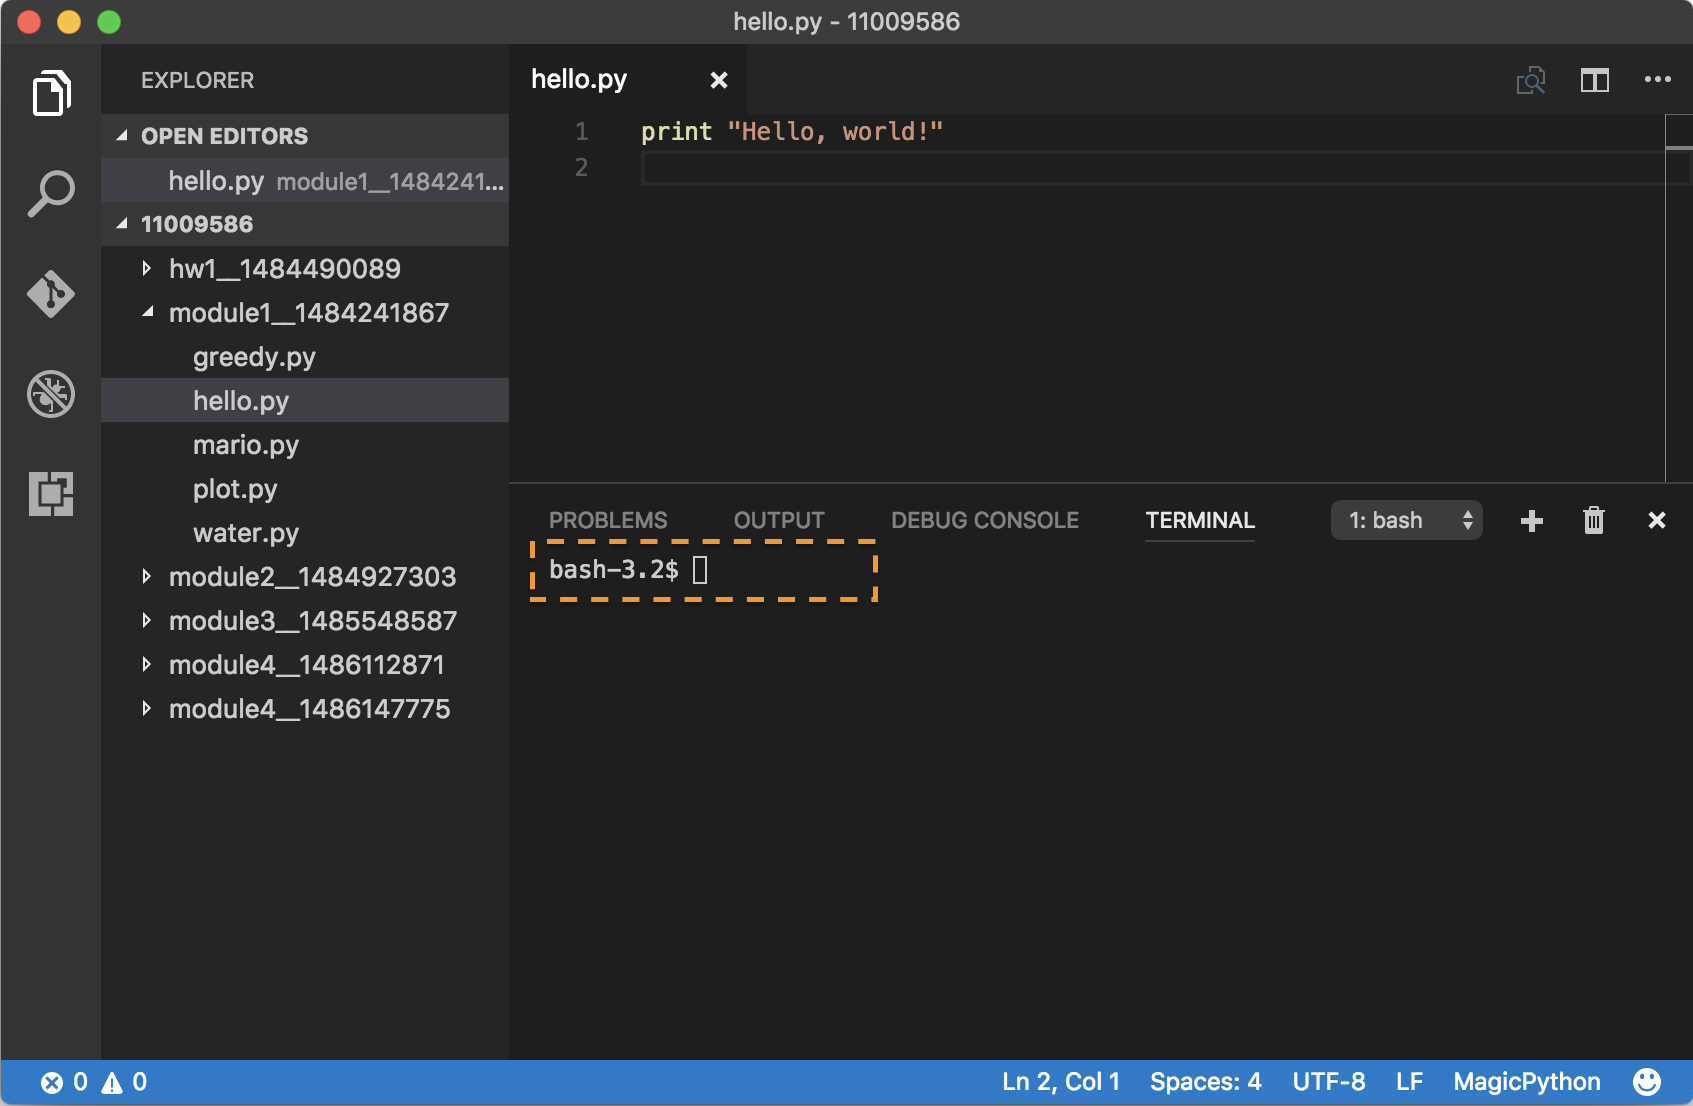 hello.py - 11009586
EXPLORER
OPEN EDITORS
hello.py module1__1484241...
11009586
hw1__1484490089
module1__1484241867
greedy.py
hello.py
mario.py
plot.py
water.py
module2__1484927303
module3__1485548587
module4__1486112871
module4__1486147775
hello.py
1 print "Hello, world!"
2
PROBLEMS OUTPUT DEBUG CONSOLE TERMINAL 1: bash
bash-3.2$
0 0 Ln 2, Col 1 Spaces: 4 UTF-8 LF MagicPython